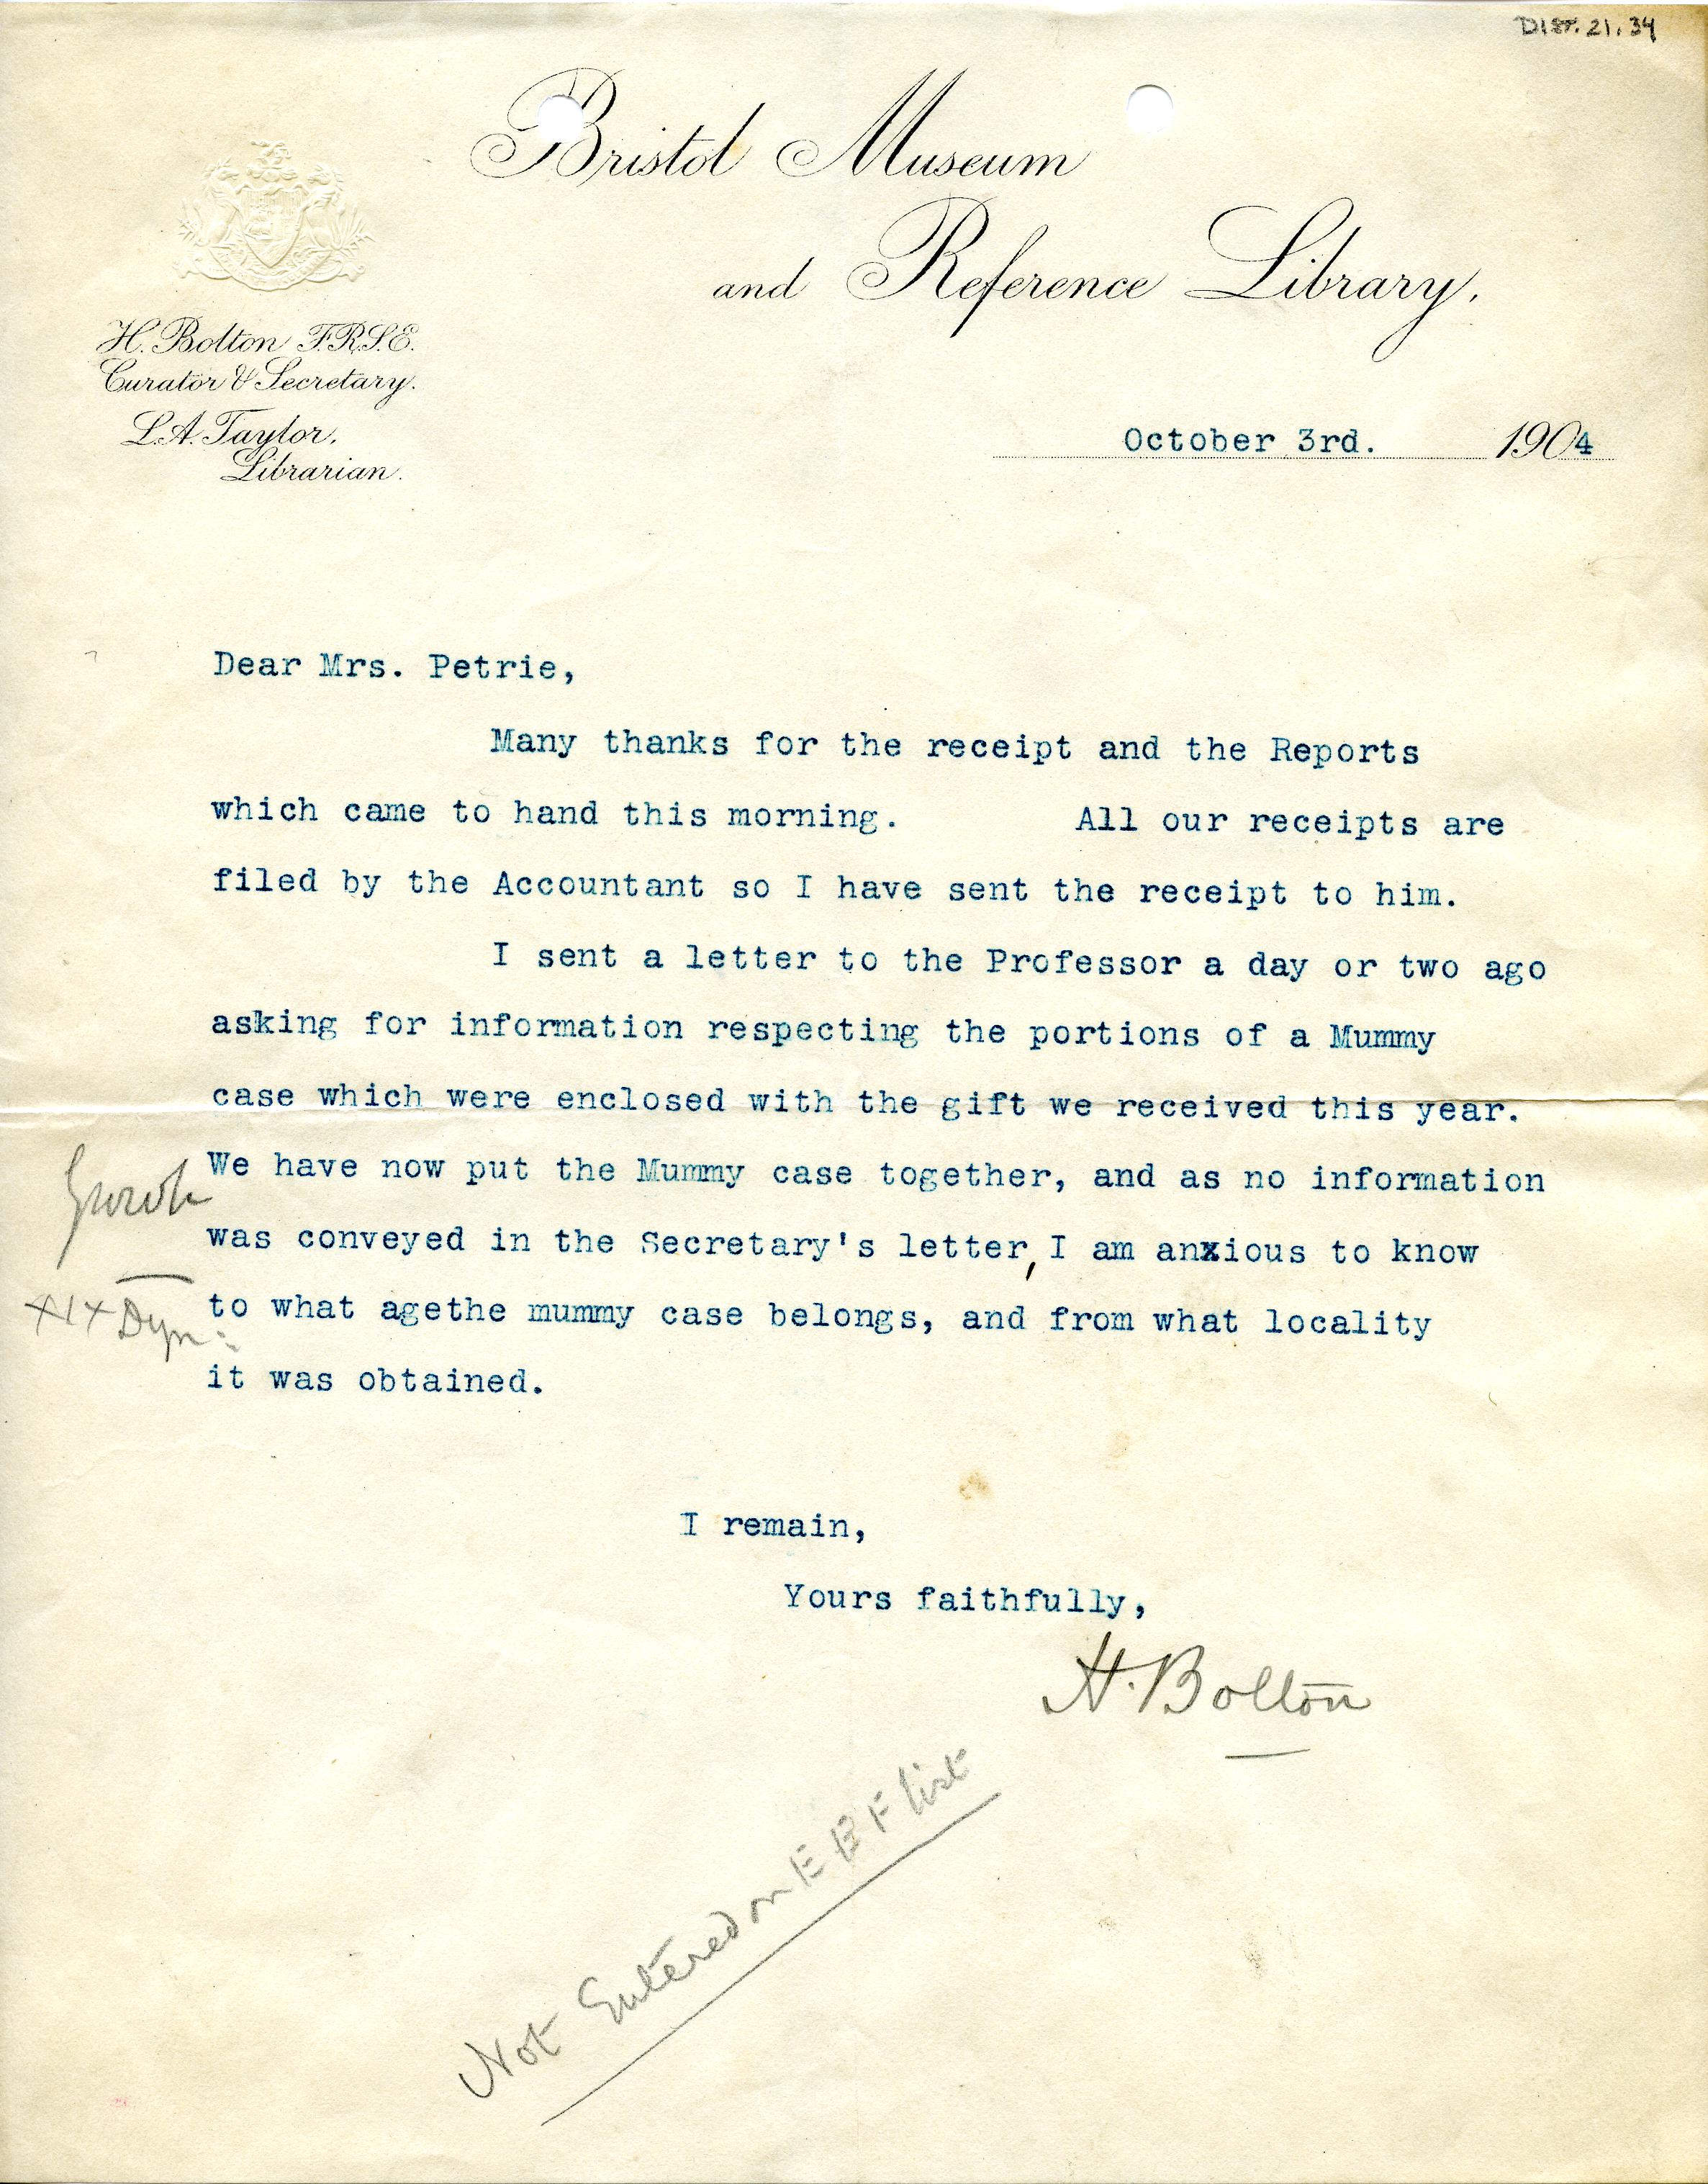 DIST. 21.34
Bristol Museum
and Reference Library.
H. Bolton F.R.S.E.
Curator & Secretary.
L.A. Taylor,
Librarian.
October 3rd. 1904
Dear Mrs. Petrie,
Many thanks for the receipt and the Reports
which came to hand this morning. All our receipts are
filed by the Accountant so I have sent the receipt to him.
I sent a letter to the Professor a day or two ago
asking for information respecting the portions of a Mummy
case which were enclosed with the gift we received this year.
We have now put the Mummy case together, and as no information
was conveyed in the Secretary's letter, I am anxious to know
to what agethe mummy case belongs, and from what locality
it was obtained.
Gurob
XIX Dyn:
I remain,
Yours faithfully,
H. Bolton
Not Entered on E E F list